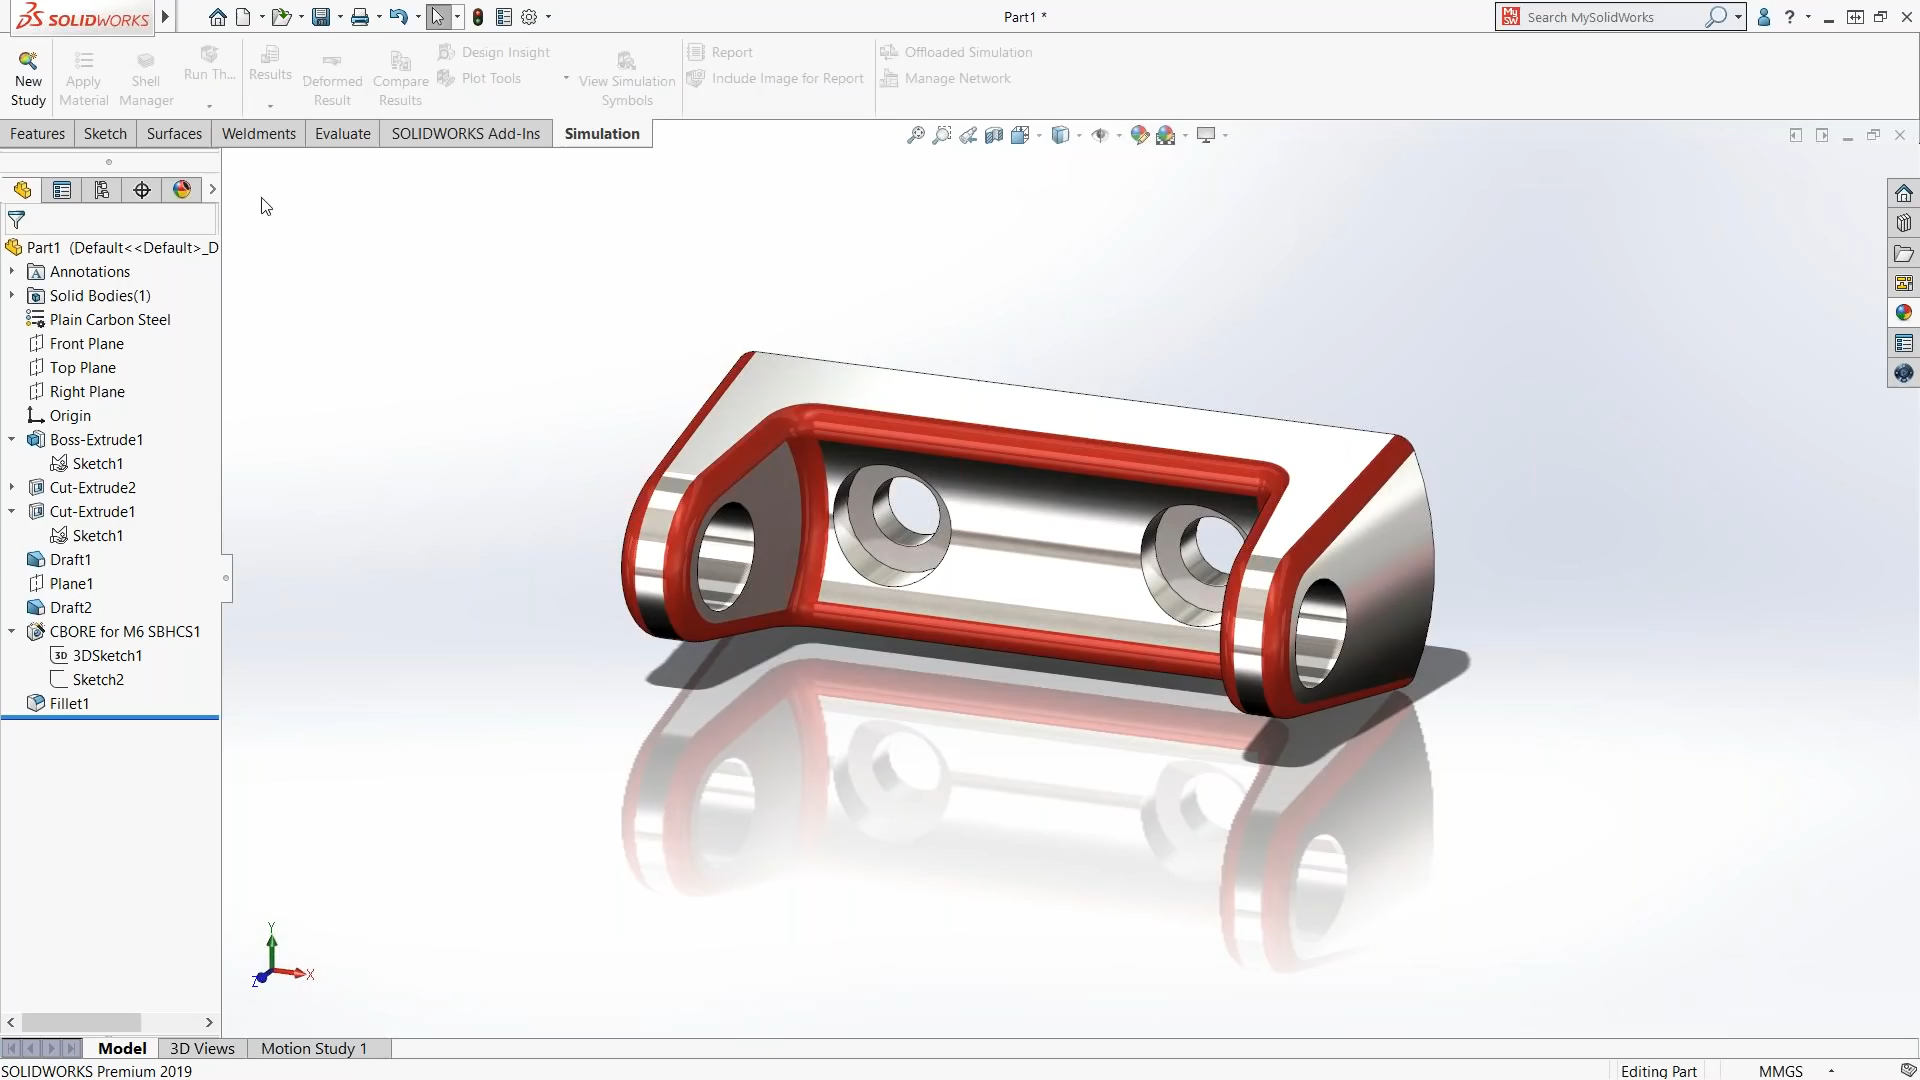 SOLIDWORKS
Part1 *
Search MySolidWorks
?
New Study
Apply Material
Shell Manager
Run Th...
Results
Deformed Result
Compare Results
Design Insight
Plot Tools
View Simulation Symbols
Report
Include Image for Report
Offloaded Simulation
Manage Network
Features
Sketch
Surfaces
Weldments
Evaluate
SOLIDWORKS Add-Ins
Simulation
Part1 (Default<<Default>_D
Annotations
Solid Bodies(1)
Plain Carbon Steel
Front Plane
Top Plane
Right Plane
Origin
Boss-Extrude1
Sketch1
Cut-Extrude2
Cut-Extrude1
Sketch1
Draft1
Plane1
Draft2
CBORE for M6 SBHCS1
3D 3DSketch1
Sketch2
Fillet1
Y
X
Z
Model
3D Views
Motion Study 1
SOLIDWORKS Premium 2019
Editing Part
MMGS